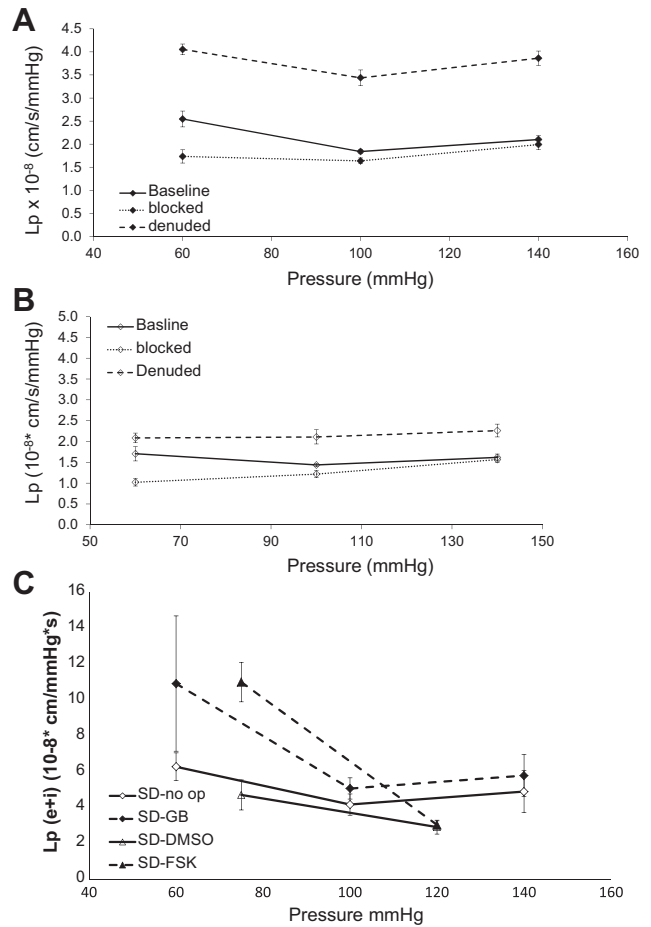 A
4.5
4.0
3.5
3.0
2.5
2.0
1.5
1.0
0.5
0.0
Lp x 10-8 (cm/s/mmHg)
Baseline
blocked
denuded
40 60 80 100 120 140 160
Pressure (mmHg)
B
5.0
4.5
4.0
3.5
3.0
2.5
2.0
1.5
1.0
0.5
0.0
Lp (10-8* cm/s/mmHg)
Basline
blocked
Denuded
50 70 90 110 130 150
Pressure (mmHg)
C
16
14
12
10
8
6
4
2
0
Lp (e+i) (10-8* cm/mmHg*s)
SD-no op
SD-GB
SD-DMSO
SD-FSK
40 60 80 100 120 140 160
Pressure mmHg